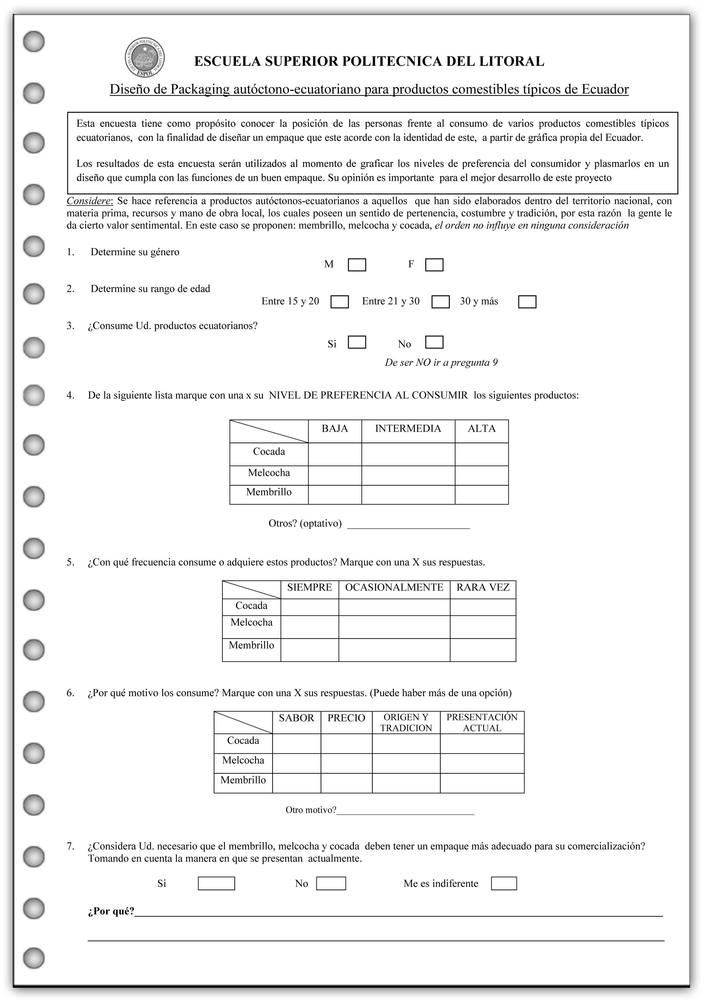 ESCUELA SUPERIOR POLITECNICA DEL LITORAL
ESPOL
ESCUELA SUPERIOR POLITECNICA DEL LITORAL
Diseño de Packaging autóctono-ecuatoriano para productos comestibles típicos de Ecuador
Esta encuesta tiene como propósito conocer la posición de las personas frente al consumo de varios productos comestibles típicos
ecuatorianos, con la finalidad de diseñar un empaque que este acorde con la identidad de este, a partir de gráfica propia del Ecuador.
Los resultados de esta encuesta serán utilizados al momento de graficar los niveles de preferencia del consumidor y plasmarlos en un
diseño que cumpla con las funciones de un buen empaque. Su opinión es importante para el mejor desarrollo de este proyecto
Considere: Se hace referencia a productos autóctonos-ecuatorianos a aquellos que han sido elaborados dentro del territorio nacional, con
materia prima, recursos y mano de obra local, los cuales poseen un sentido de pertenencia, costumbre y tradición, por esta razón la gente le
da cierto valor sentimental. En este caso se proponen: membrillo, melcocha y cocada, el orden no influye en ninguna consideración
1. Determine su género
M F
2. Determine su rango de edad
Entre 15 y 20 Entre 21 y 30 30 y más
3. ¿Consume Ud. productos ecuatorianos?
Si No
De ser NO ir a pregunta 9
4. De la siguiente lista marque con una x su NIVEL DE PREFERENCIA AL CONSUMIR los siguientes productos:
BAJA INTERMEDIA ALTA
Cocada
Melcocha
Membrillo
Otros? (optativo) ______________________
5. ¿Con qué frecuencia consume o adquiere estos productos? Marque con una X sus respuestas.
SIEMPRE OCASIONALMENTE RARA VEZ
Cocada
Melcocha
Membrillo
6. ¿Por qué motivo los consume? Marque con una X sus respuestas. (Puede haber más de una opción)
SABOR PRECIO ORIGEN Y PRESENTACIÓN
TRADICION ACTUAL
Cocada
Melcocha
Membrillo
Otro motivo?__________________________
7. ¿Considera Ud. necesario que el membrillo, melcocha y cocada deben tener un empaque más adecuado para su comercialización?
Tomando en cuenta la manera en que se presentan actualmente.
Si No Me es indiferente
¿Por qué?